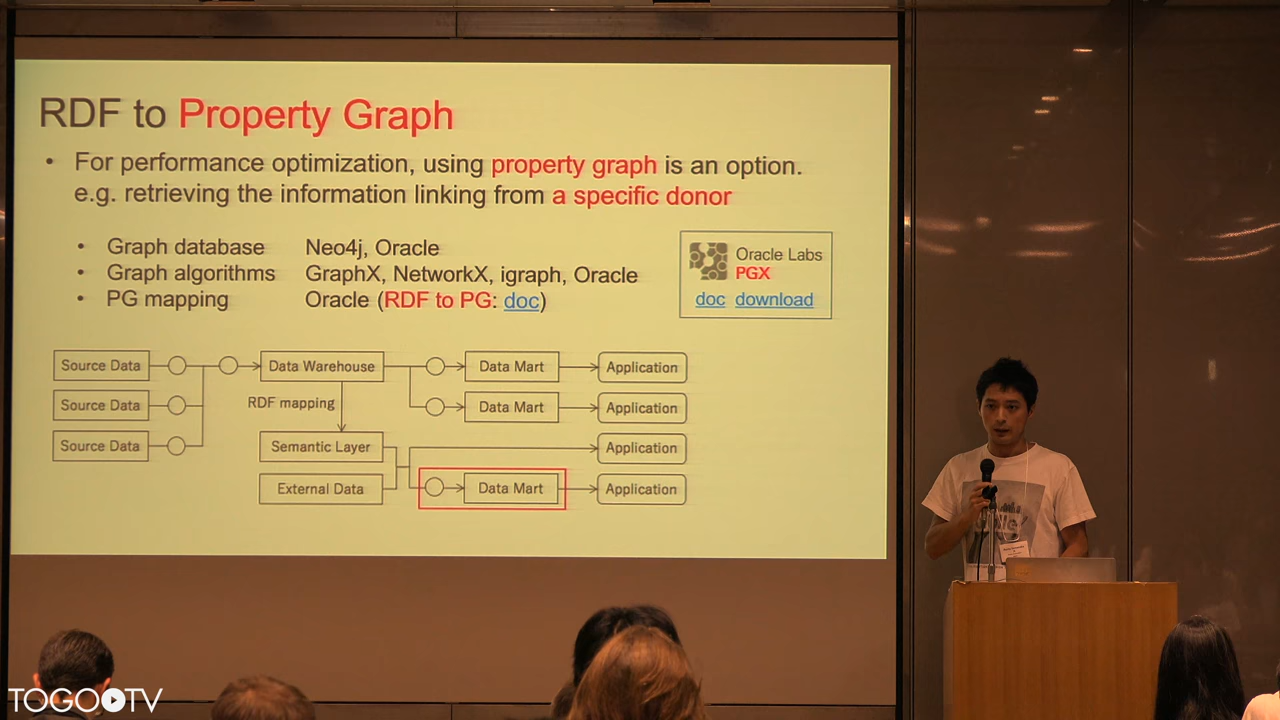 RDF to Property Graph
• For performance optimization, using property graph is an option.
e.g. retrieving the information linking from a specific donor
• Graph database Neo4j, Oracle
• Graph algorithms GraphX, NetworkX, igraph, Oracle
• PG mapping Oracle (RDF to PG: doc)
Oracle Labs
PGX
doc download
Source Data Data Warehouse Data Mart Application
Source Data RDF mapping Data Mart Application
Source Data Semantic Layer Application
External Data Data Mart Application
TOGOTV